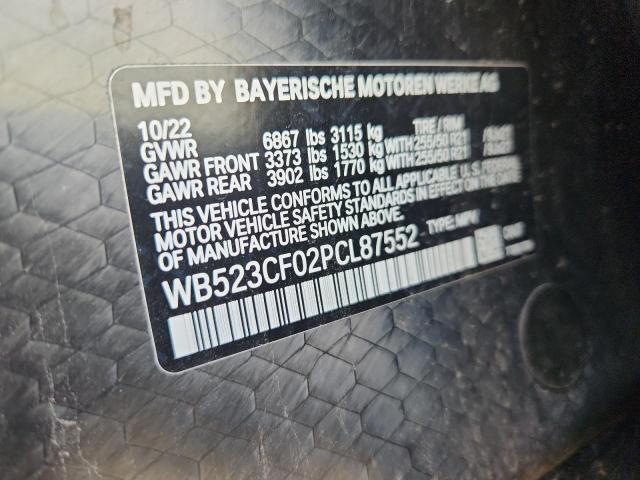 MFD BY BAYERISCHE MOTOREN WERKE AG
10/22 TIRE / RIM
GVWR 6867 lbs 3115 kg
GAWR FRONT 3373 lbs 1530 kg WITH 255/50 R21
GAWR REAR 3902 lbs 1770 kg WITH 255/50 R21
THIS VEHICLE CONFORMS TO ALL APPLICABLE U. S. FEDERAL
MOTOR VEHICLE SAFETY STANDARDS IN EFFECT ON THE DATE
OF MANUFACTURE SHOWN ABOVE.
WB523CF02PCL87552 TYPE: MPV